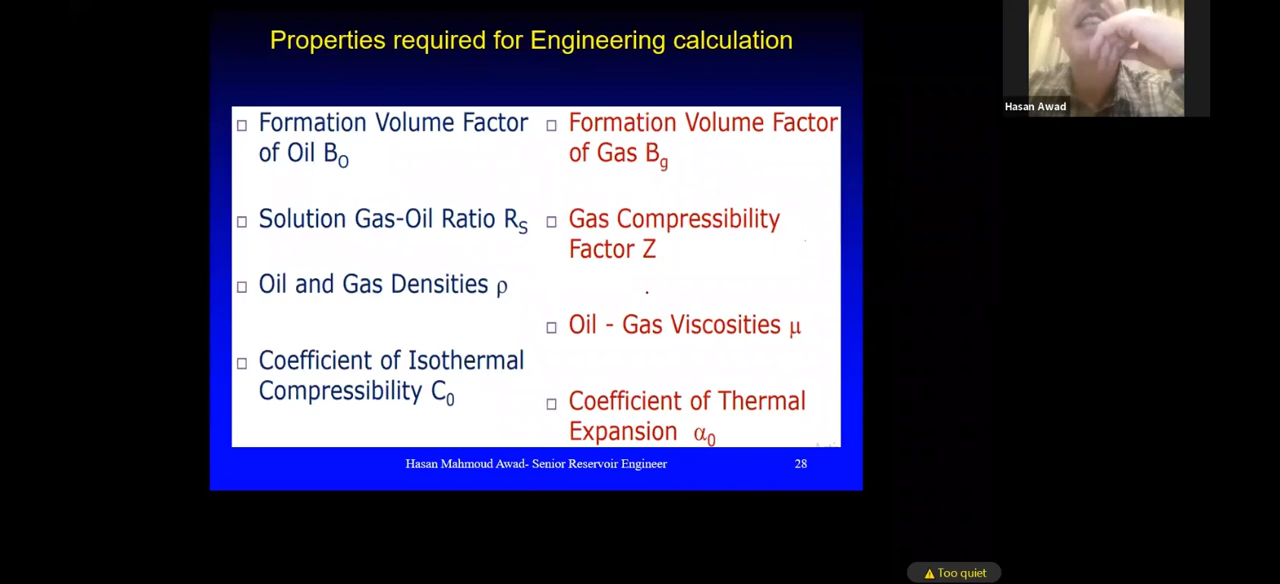 Properties required for Engineering calculation
Formation Volume Factor
of Oil BO
Solution Gas-Oil Ratio RS
Oil and Gas Densities ρ
Coefficient of Isothermal
Compressibility C0
Formation Volume Factor
of Gas Bg
Gas Compressibility
Factor Z
Oil - Gas Viscosities μ
Coefficient of Thermal
Expansion α0
Hasan Mahmoud Awad- Senior Reservoir Engineer
28
Hasan Awad
Too quiet